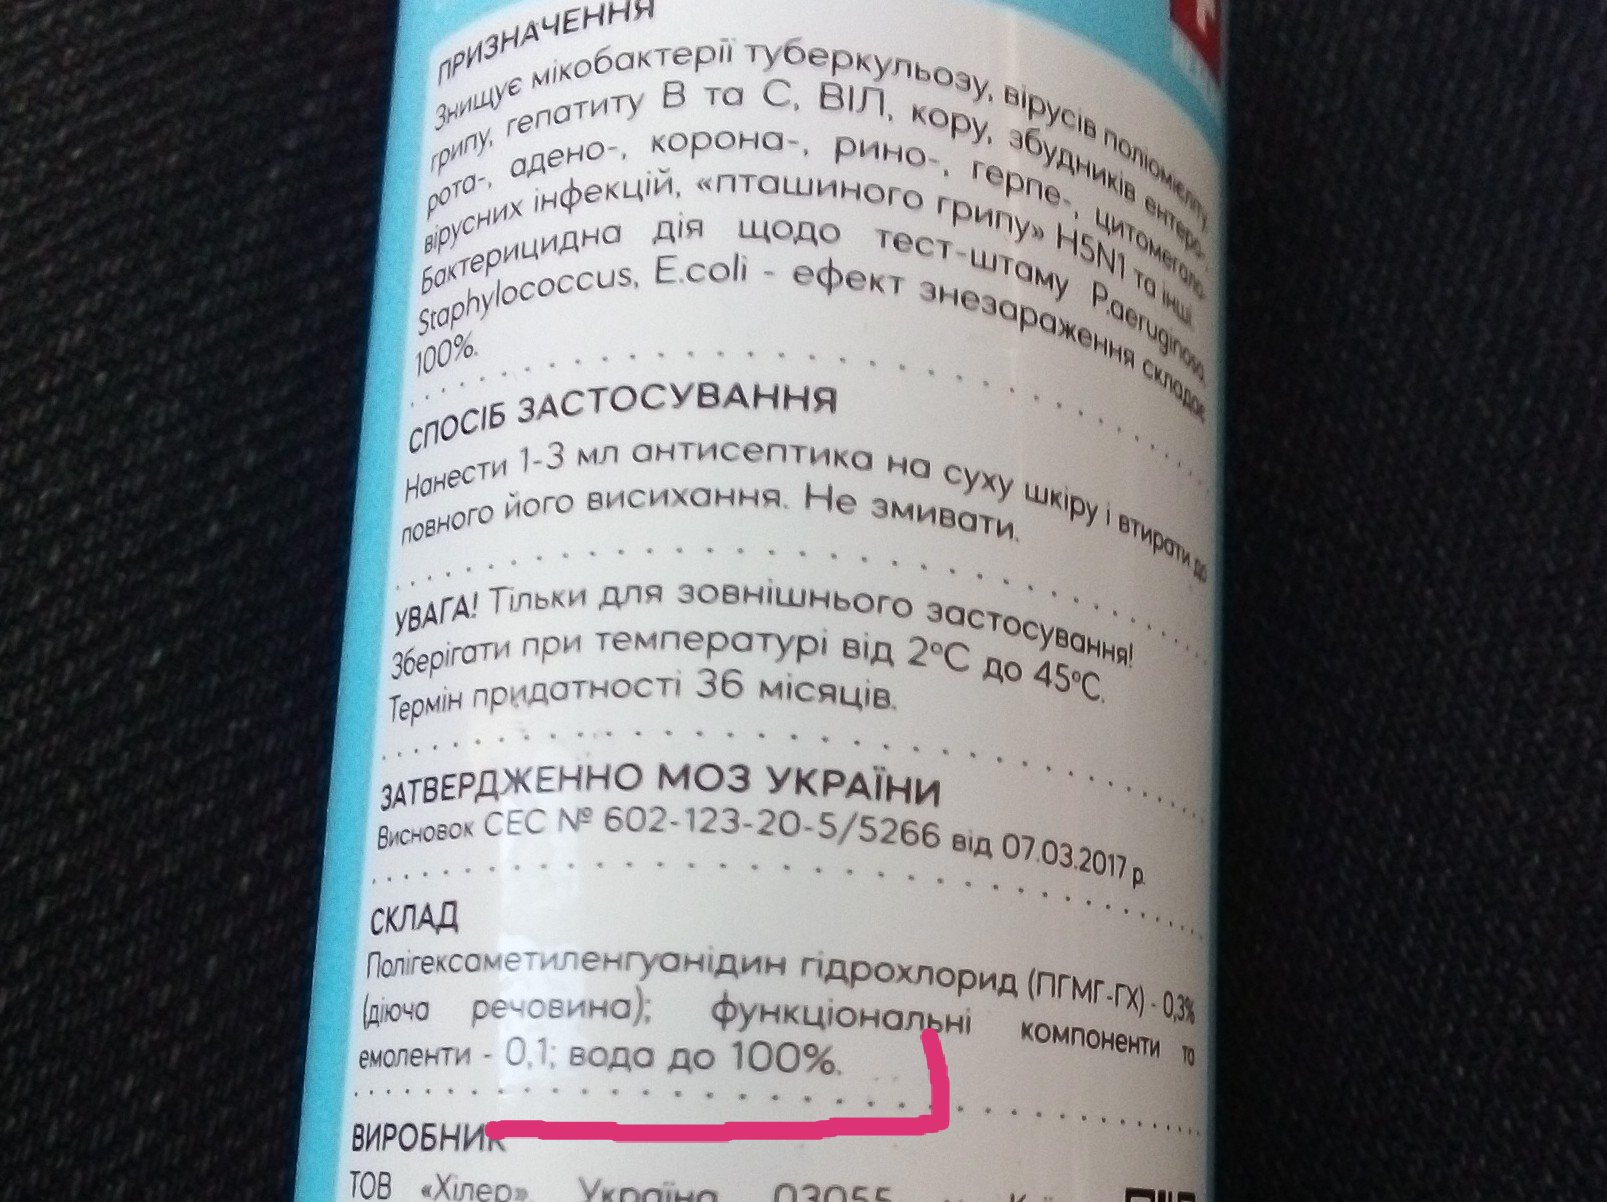 ПРИЗНАЧЕННЯ
Знищує мікобактерії туберкульозу, вірусів поліомієліту,
грипу, гепатиту В та С, ВІЛ, кору, збудників ентеро-,
рота-, адено-, корона-, рино-, герпе-, цитомегало-
вірусних інфекцій, «пташиного грипу» H5N1 та інші.
Бактерицидна дія щодо тест-штаму P.aeruginosa,
Staphylococcus, E.coli - ефект знезараження складає
100%.
СПОСІБ ЗАСТОСУВАННЯ
Нанести 1-3 мл антисептика на суху шкіру і втирати до
повного його висихання. Не змивати.
УВАГА! Тільки для зовнішнього застосування!
Зберігати при температурі від 2°C до 45°C.
Термін придатності 36 місяців.
ЗАТВЕРДЖЕННО МОЗ УКРАЇНИ
Висновок СЕС № 602-123-20-5/5266 від 07.03.2017 р.
СКЛАД
Полігексаметиленгуанідин гідрохлорид (ПГМГ-ГХ) - 0,3%
(діюча речовина); функціональні компоненти та
емоленти - 0,1; вода до 100%.
ВИРОБНИК
ТОВ «Хілер» Україна 03055